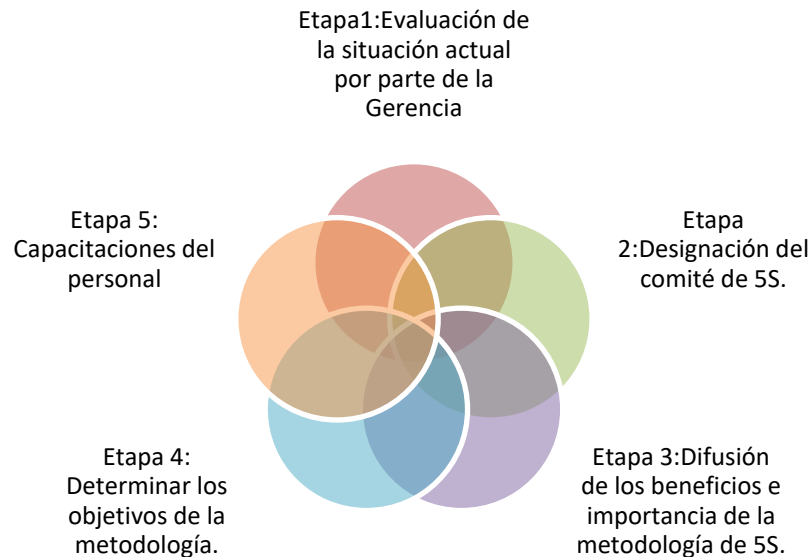 Etapa1:Evaluación de
la situación actual
por parte de la
Gerencia
Etapa
2:Designación del
comité de 5S.
Etapa 3:Difusión
de los beneficios e
importancia de la
metodología de 5S.
Etapa 4:
Determinar los
objetivos de la
metodología.
Etapa 5:
Capacitaciones del
personal